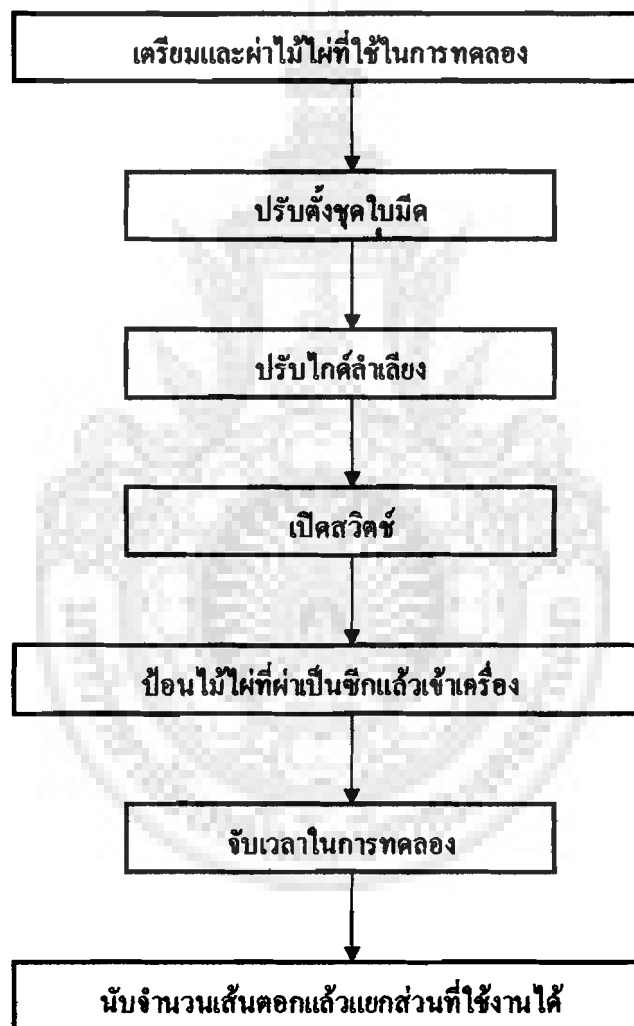 เตรียมและผ่าไม้ไผ่ที่ใช้ในการทดลอง
ปรับตั้งชุดใบมีด
ปรับไกด์ลำเลียง
เปิดสวิตช์
ป้อนไม้ไผ่ที่ผ่าเป็นซีกแล้วเข้าเครื่อง
จับเวลาในการทดลอง
นับจำนวนเส้นตอกแล้วแยกส่วนที่ใช้งานได้